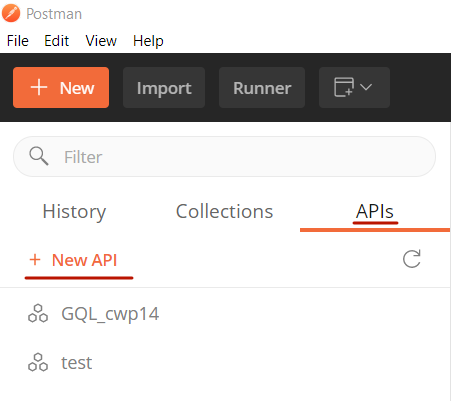 Postman
File Edit View Help
+ New Import Runner
Filter
History Collections APIs
+ New API
GQL_cwp14
test